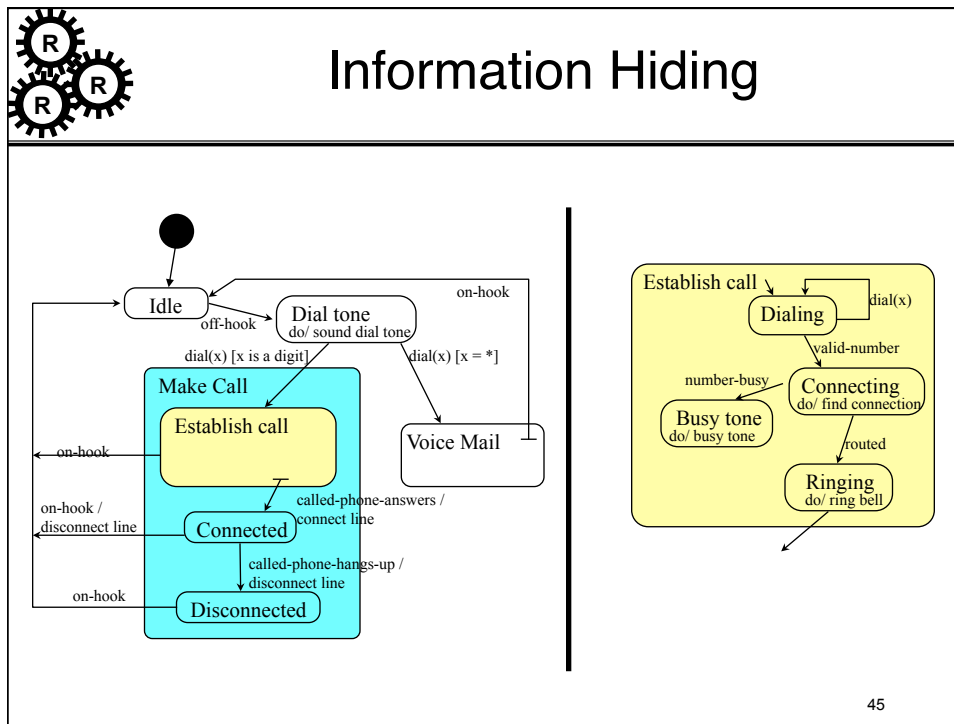 R
R
R
Information Hiding
Idle
off-hook
Dial tone
do/ sound dial tone
on-hook
dial(x) [x is a digit]
dial(x) [x = *]
Make Call
Establish call
Voice Mail
on-hook
called-phone-answers /
connect line
on-hook /
disconnect line
Connected
called-phone-hangs-up /
disconnect line
on-hook
Disconnected
Establish call
Dialing
dial(x)
valid-number
number-busy
Connecting
do/ find connection
Busy tone
do/ busy tone
routed
Ringing
do/ ring bell
45